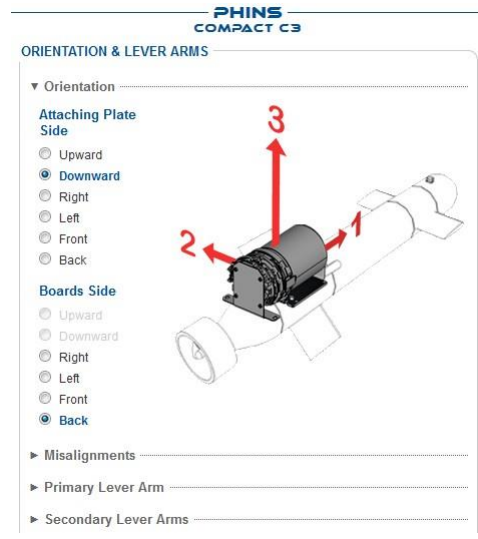 PHINS
COMPACT C3
ORIENTATION & LEVER ARMS
▼ Orientation
Attaching Plate
Side
Upward
Downward
Right
Left
Front
Back
Boards Side
Upward
Downward
Right
Left
Front
Back
3
2
1
► Misalignments
► Primary Lever Arm
► Secondary Lever Arms